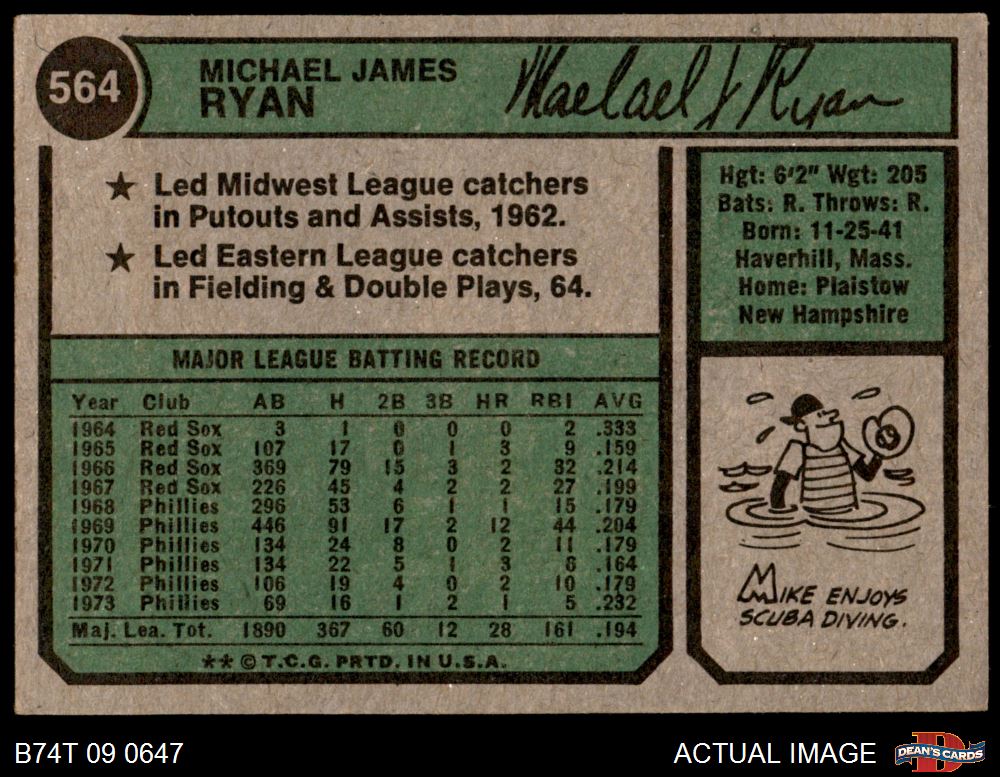 564
MICHAEL JAMES
RYAN
Michael J Ryan
★ Led Midwest League catchers
in Putouts and Assists, 1962.
★ Led Eastern League catchers
in Fielding & Double Plays, 64.
Hgt: 6'2" Wgt: 205
Bats: R. Throws: R.
Born: 11-25-41
Haverhill, Mass.
Home: Plaistow
New Hampshire
MAJOR LEAGUE BATTING RECORD
Year Club AB H 2B 3B HR RBI AVG
1964 Red Sox 3 1 0 0 0 2 .333
1965 Red Sox 107 17 0 1 3 9 .159
1966 Red Sox 369 79 15 3 2 32 .214
1967 Red Sox 226 45 4 2 2 27 .199
1968 Phillies 296 53 6 1 1 15 .179
1969 Phillies 446 91 17 2 12 44 .204
1970 Phillies 134 24 8 0 2 11 .179
1971 Phillies 134 22 5 1 3 6 .164
1972 Phillies 106 19 4 0 2 10 .179
1973 Phillies 69 16 1 2 1 5 .232
Maj. Lea. Tot. 1890 367 60 12 28 161 .194
** © T.C.G. PRTD. IN U.S.A.
MIKE ENJOYS
SCUBA DIVING.
B74T 09 0647
ACTUAL IMAGE
DEAN'S CARDS